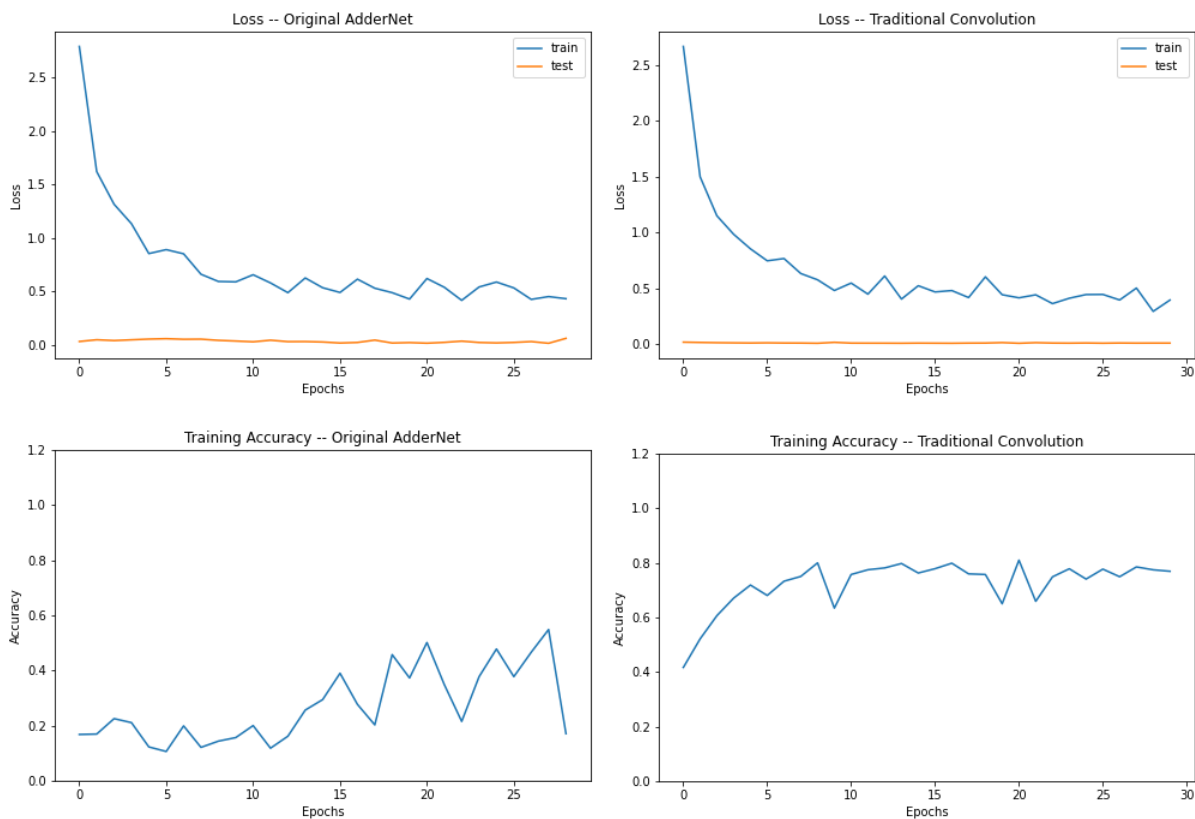 Loss -- Original AdderNet
train
test
2.5
2.0
1.5
1.0
0.5
0.0
Loss
0 5 10 15 20 25
Epochs
Loss -- Traditional Convolution
train
test
2.5
2.0
1.5
1.0
0.5
0.0
Loss
0 5 10 15 20 25 30
Epochs
Training Accuracy -- Original AdderNet
1.2
1.0
0.8
0.6
0.4
0.2
0.0
Accuracy
0 5 10 15 20 25
Epochs
Training Accuracy -- Traditional Convolution
1.2
1.0
0.8
0.6
0.4
0.2
0.0
Accuracy
0 5 10 15 20 25 30
Epochs